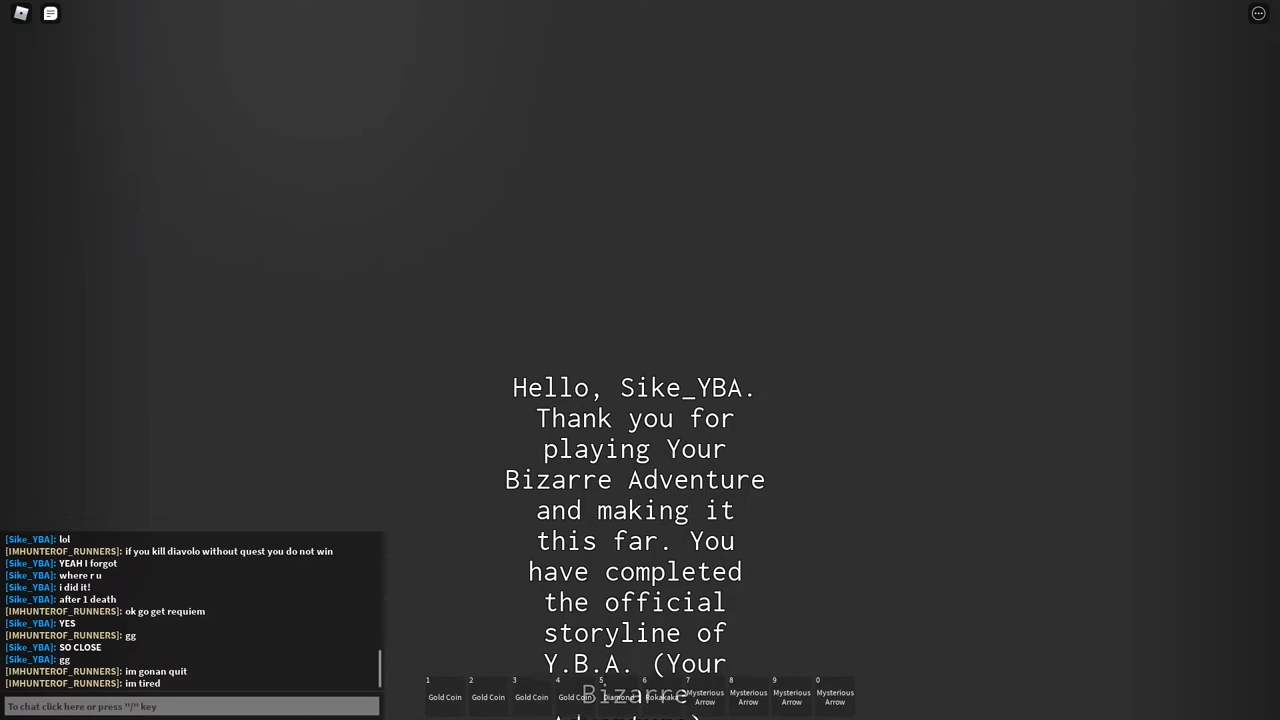 Hello, Sike_YBA.
Thank you for
playing Your
Bizarre Adventure
and making it
this far. You
have completed
the official
storyline of
Y.B.A. (Your
Bizarre
Adventure)
[Sike_YBA]: lol
[IMHUNTEROF_RUNNERS]: if you kill diavolo without quest you do not win
[Sike_YBA]: YEAH I forgot
[Sike_YBA]: where r u
[Sike_YBA]: i did it!
[Sike_YBA]: after 1 death
[IMHUNTEROF_RUNNERS]: ok go get requiem
[Sike_YBA]: YES
[IMHUNTEROF_RUNNERS]: gg
[Sike_YBA]: SO CLOSE
[Sike_YBA]: gg
[IMHUNTEROF_RUNNERS]: im gonan quit
[IMHUNTEROF_RUNNERS]: im tired
To chat click here or press "/" key
1 Gold Coin
2 Gold Coin
3 Gold Coin
4 Gold Coin
5 Diamond
6 Rokakaka
7 Mysterious Arrow
8 Mysterious Arrow
9 Mysterious Arrow
0 Mysterious Arrow